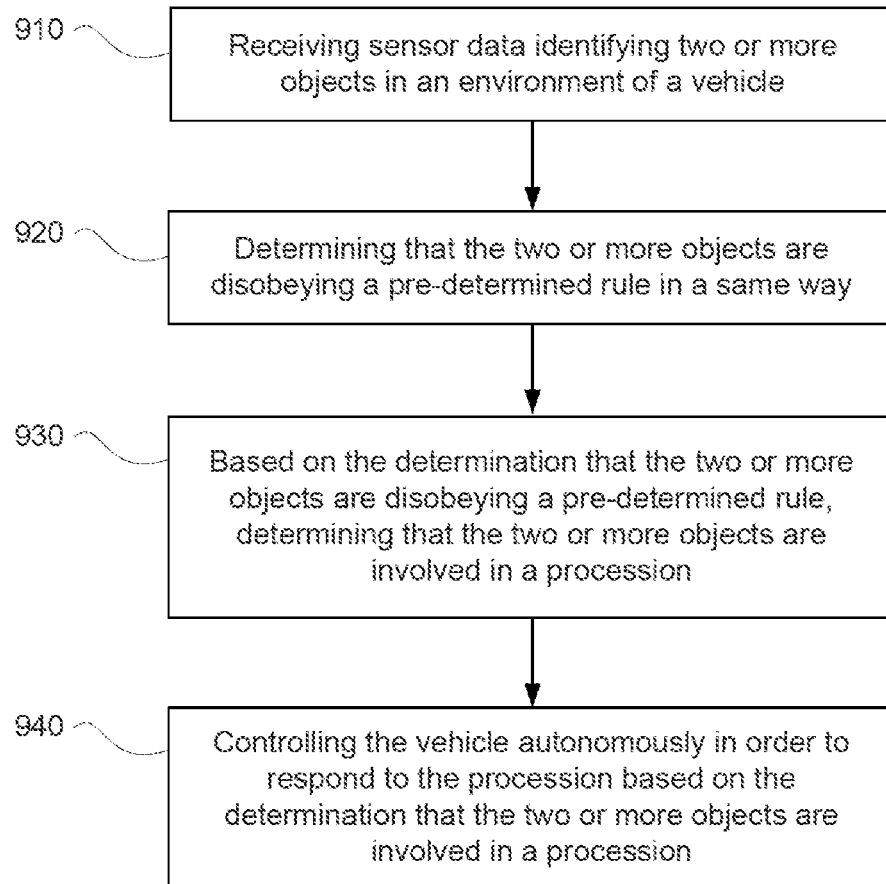 910
Receiving sensor data identifying two or more
objects in an environment of a vehicle
920
Determining that the two or more objects are
disobeying a pre-determined rule in a same way
930
Based on the determination that the two or more
objects are disobeying a pre-determined rule,
determining that the two or more objects are
involved in a procession
940
Controlling the vehicle autonomously in order to
respond to the procession based on the
determination that the two or more objects are
involved in a procession